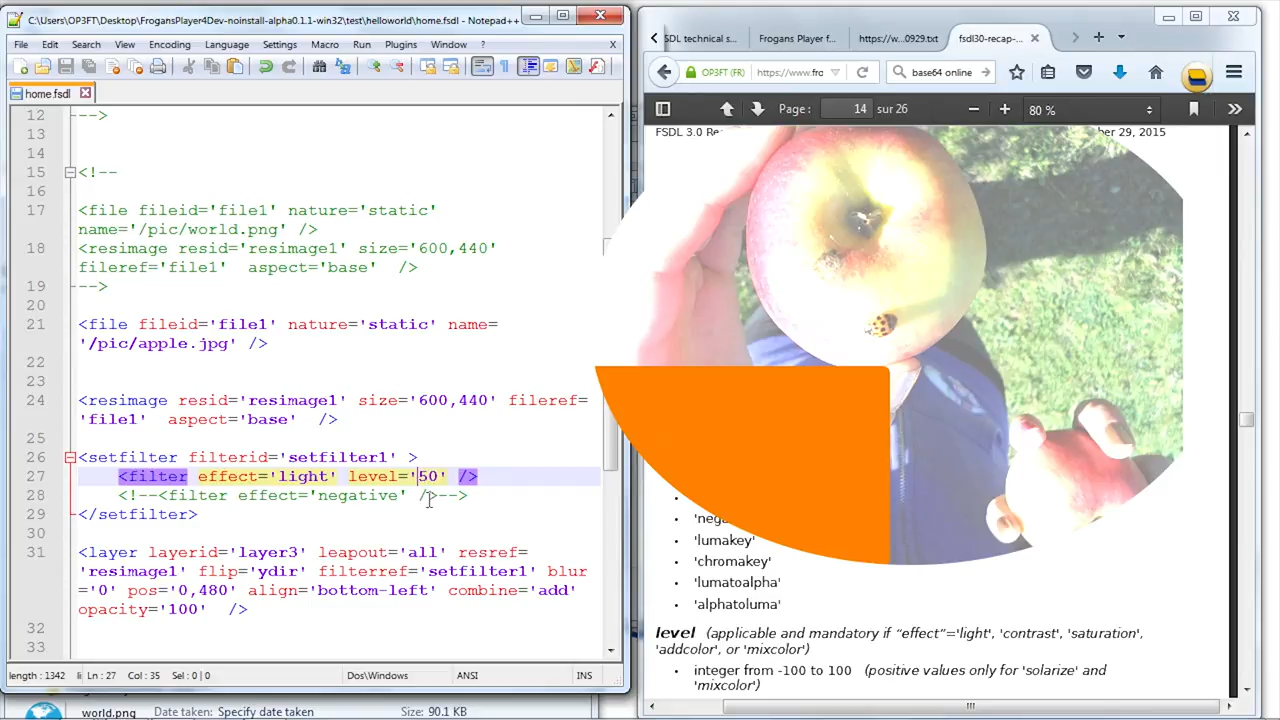 C:\Users\OP3FT\Desktop\FrogansPlayer4Dev-noinstall-alpha0.1.1-win32\test\helloworld\home.fsdl - Notepad++
File Edit Search View Encoding Language Settings Macro Run Plugins Window ? X
home.fsdl
12 -->
13
14
15 <!--
16
17 <file fileid='file1' nature='static'
name='/pic/world.png' />
18 <resimage resid='resimage1' size='600,440'
fileref='file1' aspect='base' />
19 -->
20
21 <file fileid='file1' nature='static' name=
'/pic/apple.jpg' />
22
23
24 <resimage resid='resimage1' size='600,440' fileref=
'file1' aspect='base' />
25
26 <setfilter filterid='setfilter1' >
27 <filter effect='light' level='50' />
28 <!--<filter effect='negative' />-->
29 </setfilter>
30
31 <layer layerid='layer3' leapout='all' resref=
'resimage1' flip='ydir' filterref='setfilter1' blur
='0' pos='0,480' align='bottom-left' combine='add'
opacity='100' />
32
33
length : 1342 li Ln : 27 Col : 35 Sel : 0 | 0 Dos\Windows ANSI INS
world.png Date taken: Specify date taken Size: 90.1 KB
SDL technical s... Frogans Player f... https://w...0929.txt fsdl30-recap-...
OP3FT (FR) https://www.fro base64 online
Page : 14 sur 26 80 %
FSDL 3.0 Re ber 29, 2015
'nega
'lumakey'
'chromakey'
'lumatoalpha'
'alphatoluma'
level (applicable and mandatory if “effect”='light', 'contrast', 'saturation',
'addcolor', or 'mixcolor')
integer from -100 to 100 (positive values only for 'solarize' and
'mixcolor')